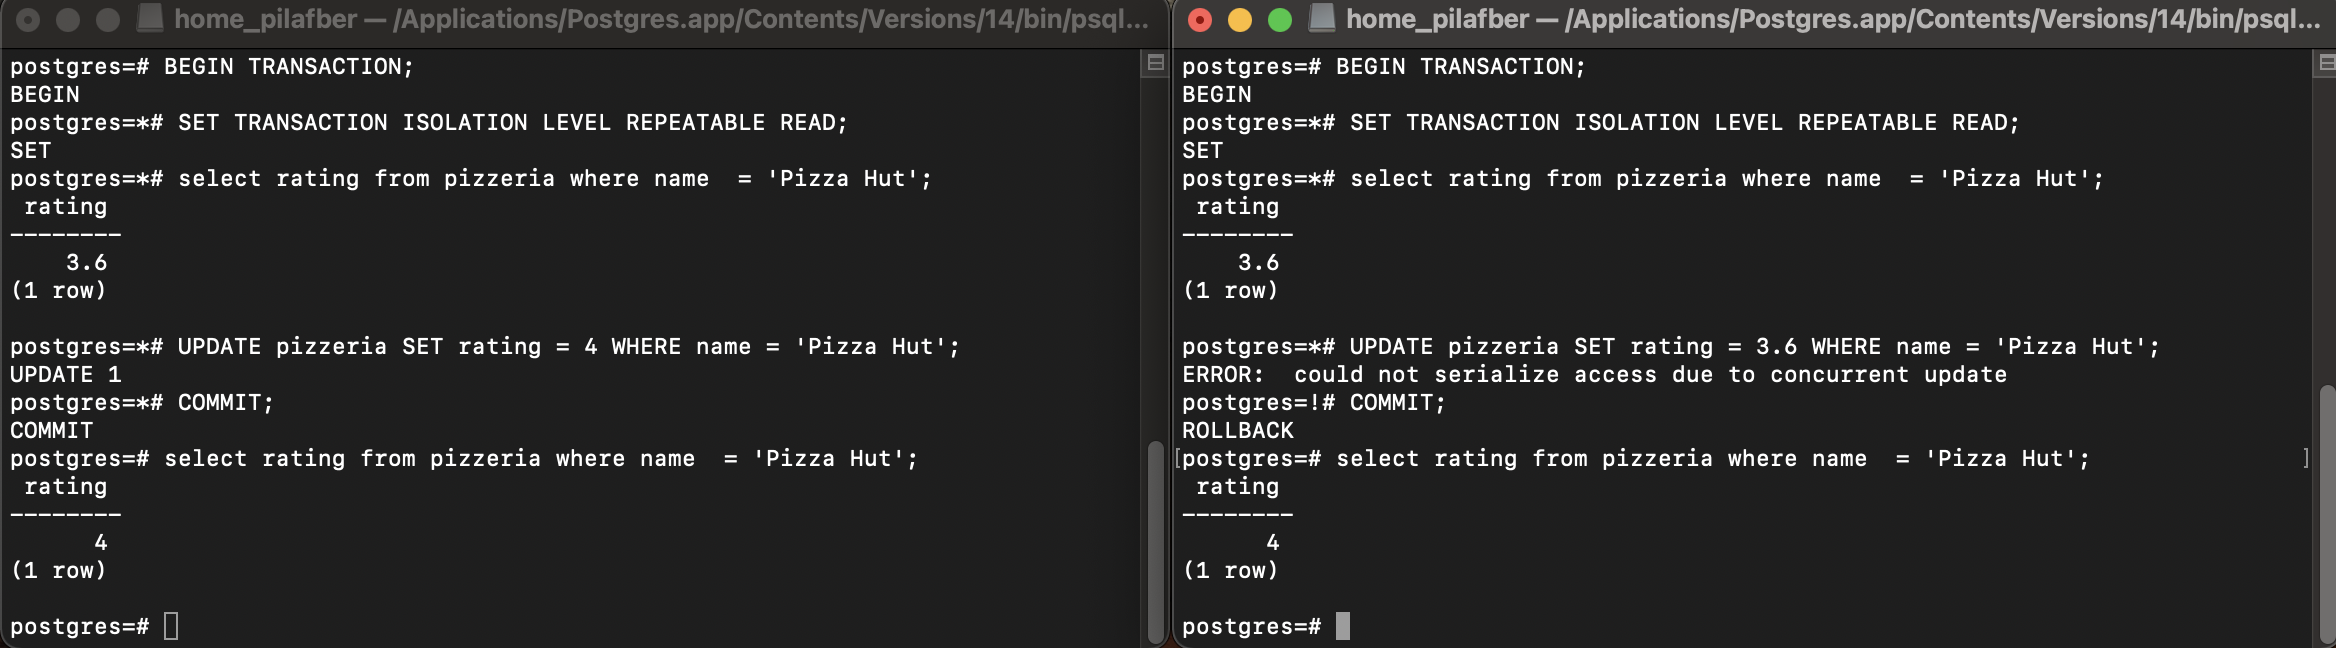 home_pilafber — /Applications/Postgres.app/Contents/Versions/14/bin/psql...
postgres=# BEGIN TRANSACTION;
BEGIN
postgres=*# SET TRANSACTION ISOLATION LEVEL REPEATABLE READ;
SET
postgres=*# select rating from pizzeria where name  = 'Pizza Hut';
 rating
--------
    3.6
(1 row)

postgres=*# UPDATE pizzeria SET rating = 4 WHERE name = 'Pizza Hut';
UPDATE 1
postgres=*# COMMIT;
COMMIT
postgres=# select rating from pizzeria where name  = 'Pizza Hut';
 rating
--------
      4
(1 row)

postgres=#
home_pilafber — /Applications/Postgres.app/Contents/Versions/14/bin/psql...
postgres=# BEGIN TRANSACTION;
BEGIN
postgres=*# SET TRANSACTION ISOLATION LEVEL REPEATABLE READ;
SET
postgres=*# select rating from pizzeria where name  = 'Pizza Hut';
 rating
--------
    3.6
(1 row)

postgres=*# UPDATE pizzeria SET rating = 3.6 WHERE name = 'Pizza Hut';
ERROR:  could not serialize access due to concurrent update
postgres=!# COMMIT;
ROLLBACK
[postgres=# select rating from pizzeria where name  = 'Pizza Hut'; ]
 rating
--------
      4
(1 row)

postgres=#